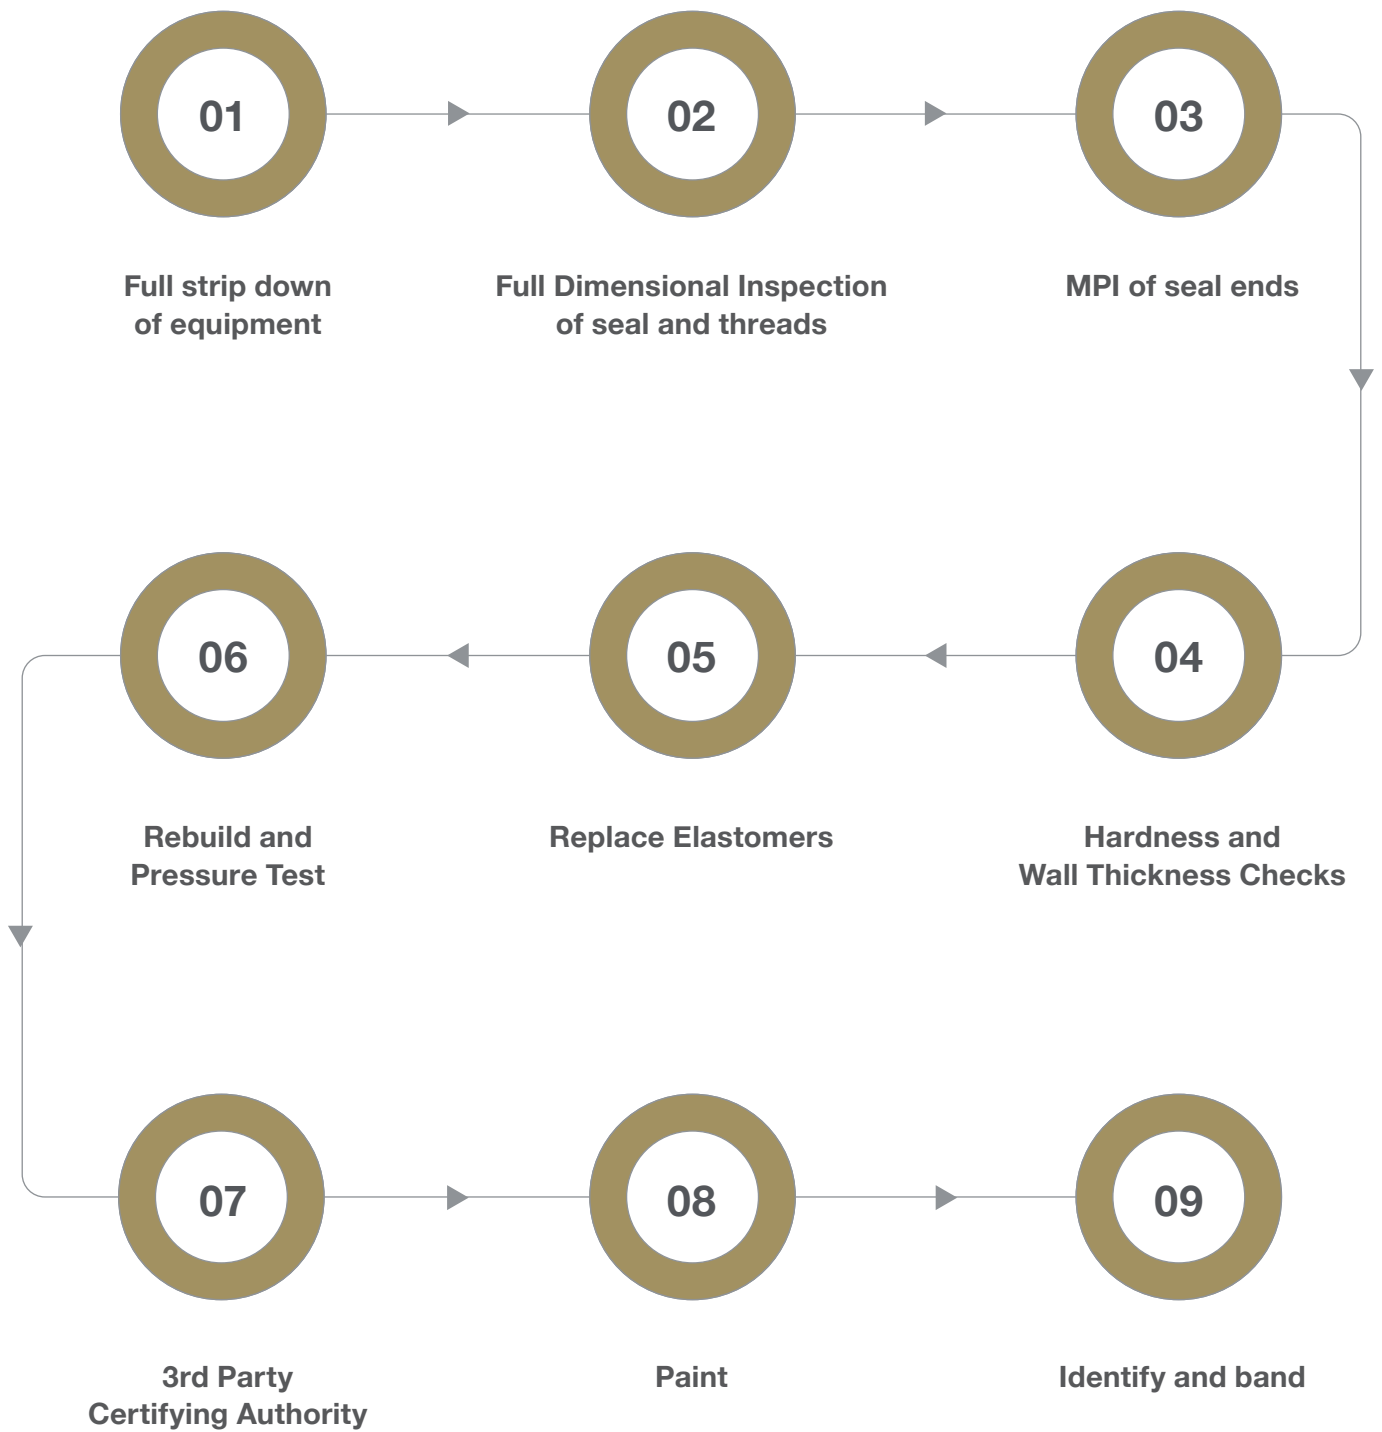 01
02
03
Full strip down
of equipment
Full Dimensional Inspection
of seal and threads
MPI of seal ends
06
05
04
Rebuild and
Pressure Test
Replace Elastomers
Hardness and
Wall Thickness Checks
07
08
09
3rd Party
Certifying Authority
Paint
Identify and band